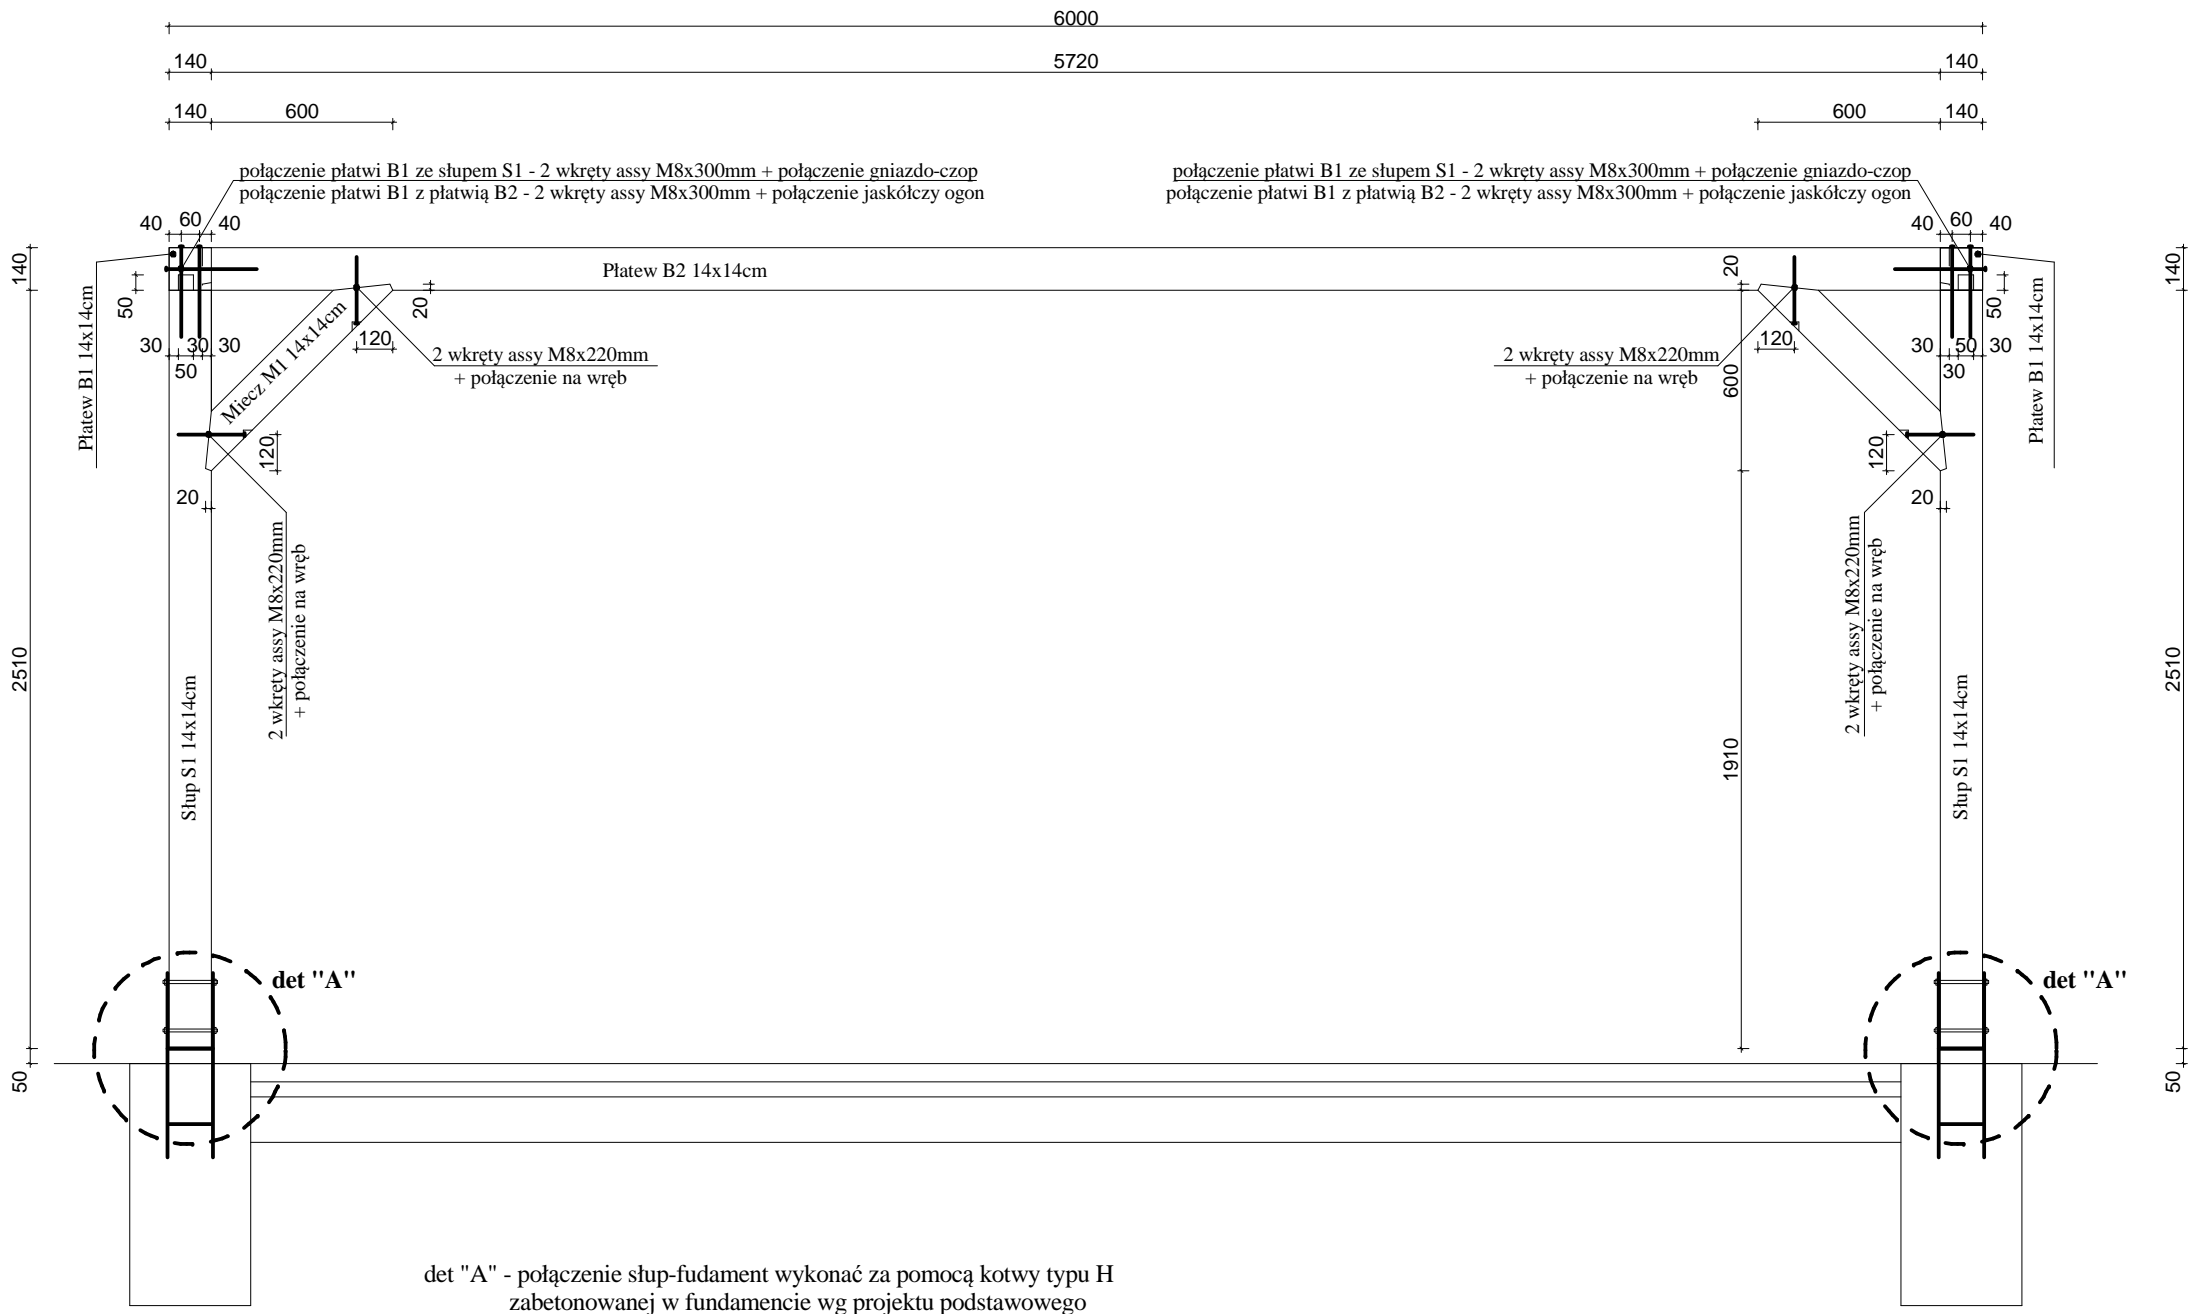 6000
140 5720 140
140 600 600 140
połączenie płatwi B1 ze słupem S1 - 2 wkręty assy M8x300mm + połączenie gniazdo-czop
połączenie płatwi B1 z płatwią B2 - 2 wkręty assy M8x300mm + połączenie jaskółczy ogon
połączenie płatwi B1 ze słupem S1 - 2 wkręty assy M8x300mm + połączenie gniazdo-czop
połączenie płatwi B1 z płatwią B2 - 2 wkręty assy M8x300mm + połączenie jaskółczy ogon
40 60 40
40 60 40
140
Płatew B2 14x14cm
20
140
50
20
50
Płatew B1 14x14cm
30 30 30
50
Miecz M1 14x14cm
120
2 wkręty assy M8x220mm
+ połączenie na wręb
2 wkręty assy M8x220mm
+ połączenie na wręb
120
600
30 50 30
30
Płatew B1 14x14cm
120
20
120
20
2 wkręty assy M8x220mm
+ połączenie na wręb
2 wkręty assy M8x220mm
+ połączenie na wręb
2510
Słup S1 14x14cm
1910
Słup S1 14x14cm
2510
det "A"
det "A"
50
50
det "A" - połączenie słup-fudament wykonać za pomocą kotwy typu H
zabetonowanej w fundamencie wg projektu podstawowego